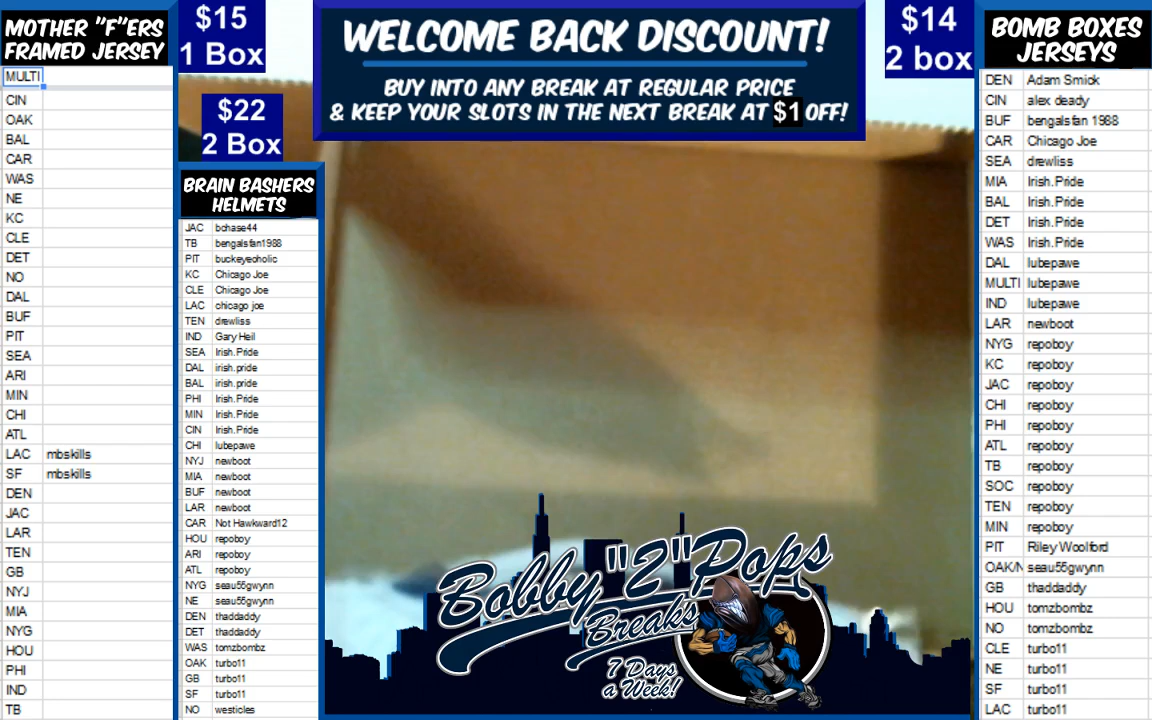 MOTHER "F"ERS
FRAMED JERSEY
MULTI
CIN
OAK
BAL
CAR
WAS
NE
KC
CLE
DET
NO
DAL
BUF
PIT
SEA
ARI
MIN
CHI
ATL
LAC mbskills
SF mbskills
DEN
JAC
LAR
TEN
GB
NYJ
MIA
NYG
HOU
PHI
IND
TB
$15
1 Box
$22
2 Box
BRAIN BASHERS
HELMETS
JAC bchase44
TB bengalsfan1988
PIT buckeyeoholic
KC Chicago Joe
CLE Chicago Joe
LAC chicago joe
TEN drewliss
IND Gary Heil
SEA Irish.Pride
DAL irish.pride
BAL irish.pride
PHI Irish.Pride
MIN Irish.Pride
CIN Irish.Pride
CHI lubepawe
NYJ newboot
MIA newboot
BUF newboot
LAR newboot
CAR Not Hawkward12
HOU repoboy
ARI repoboy
ATL repoboy
NYG seau55gwynn
NE seau55gwynn
DEN thaddaddy
DET thaddaddy
WAS tomzbombz
OAK turbo11
GB turbo11
SF turbo11
NO westicles
WELCOME BACK DISCOUNT!
BUY INTO ANY BREAK AT REGULAR PRICE
& KEEP YOUR SLOTS IN THE NEXT BREAK AT $1 OFF!
Bobby "2" Pops
Breaks
7 Days
a Week!
$14
2 box
BOMB BOXES
JERSEYS
DEN Adam Smick
CIN alex deady
BUF bengalsfan 1988
CAR Chicago Joe
SEA drewliss
MIA Irish.Pride
BAL Irish.Pride
DET Irish.Pride
WAS Irish.Pride
DAL lubepawe
MULTI lubepawe
IND lubepawe
LAR newboot
NYG repoboy
KC repoboy
JAC repoboy
CHI repoboy
PHI repoboy
ATL repoboy
TB repoboy
SOC repoboy
TEN repoboy
MIN repoboy
PIT Riley Woolford
OAK/N seau55gwynn
GB thaddaddy
HOU tomzbombz
NO tomzbombz
CLE turbo11
NE turbo11
SF turbo11
LAC turbo11